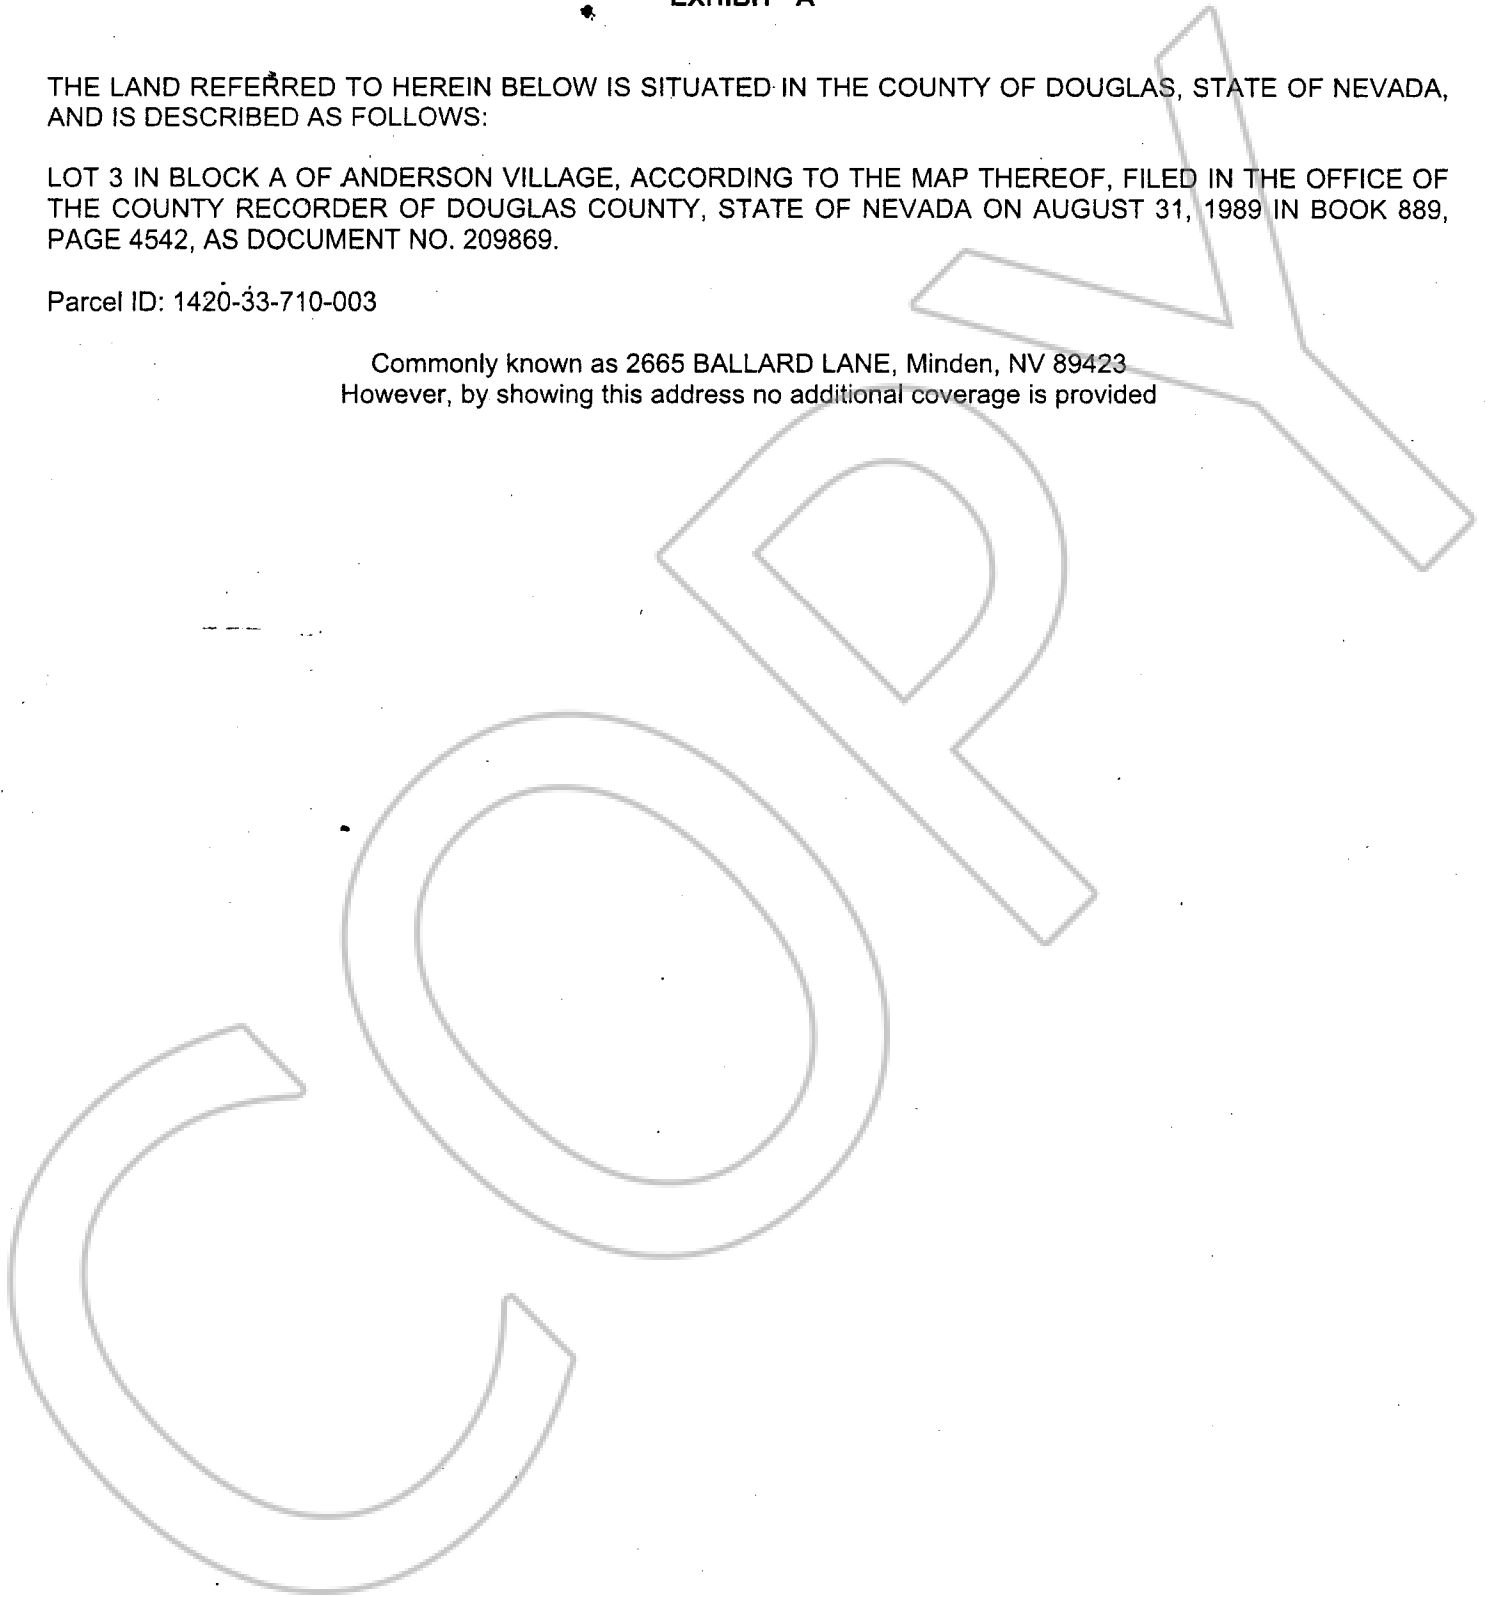 EXHIBIT "A"
THE LAND REFERRED TO HEREIN BELOW IS SITUATED IN THE COUNTY OF DOUGLAS, STATE OF NEVADA,
AND IS DESCRIBED AS FOLLOWS:
LOT 3 IN BLOCK A OF ANDERSON VILLAGE, ACCORDING TO THE MAP THEREOF, FILED IN THE OFFICE OF
THE COUNTY RECORDER OF DOUGLAS COUNTY, STATE OF NEVADA ON AUGUST 31, 1989 IN BOOK 889,
PAGE 4542, AS DOCUMENT NO. 209869.
Parcel ID: 1420-33-710-003
Commonly known as 2665 BALLARD LANE, Minden, NV 89423
However, by showing this address no additional coverage is provided
COPY